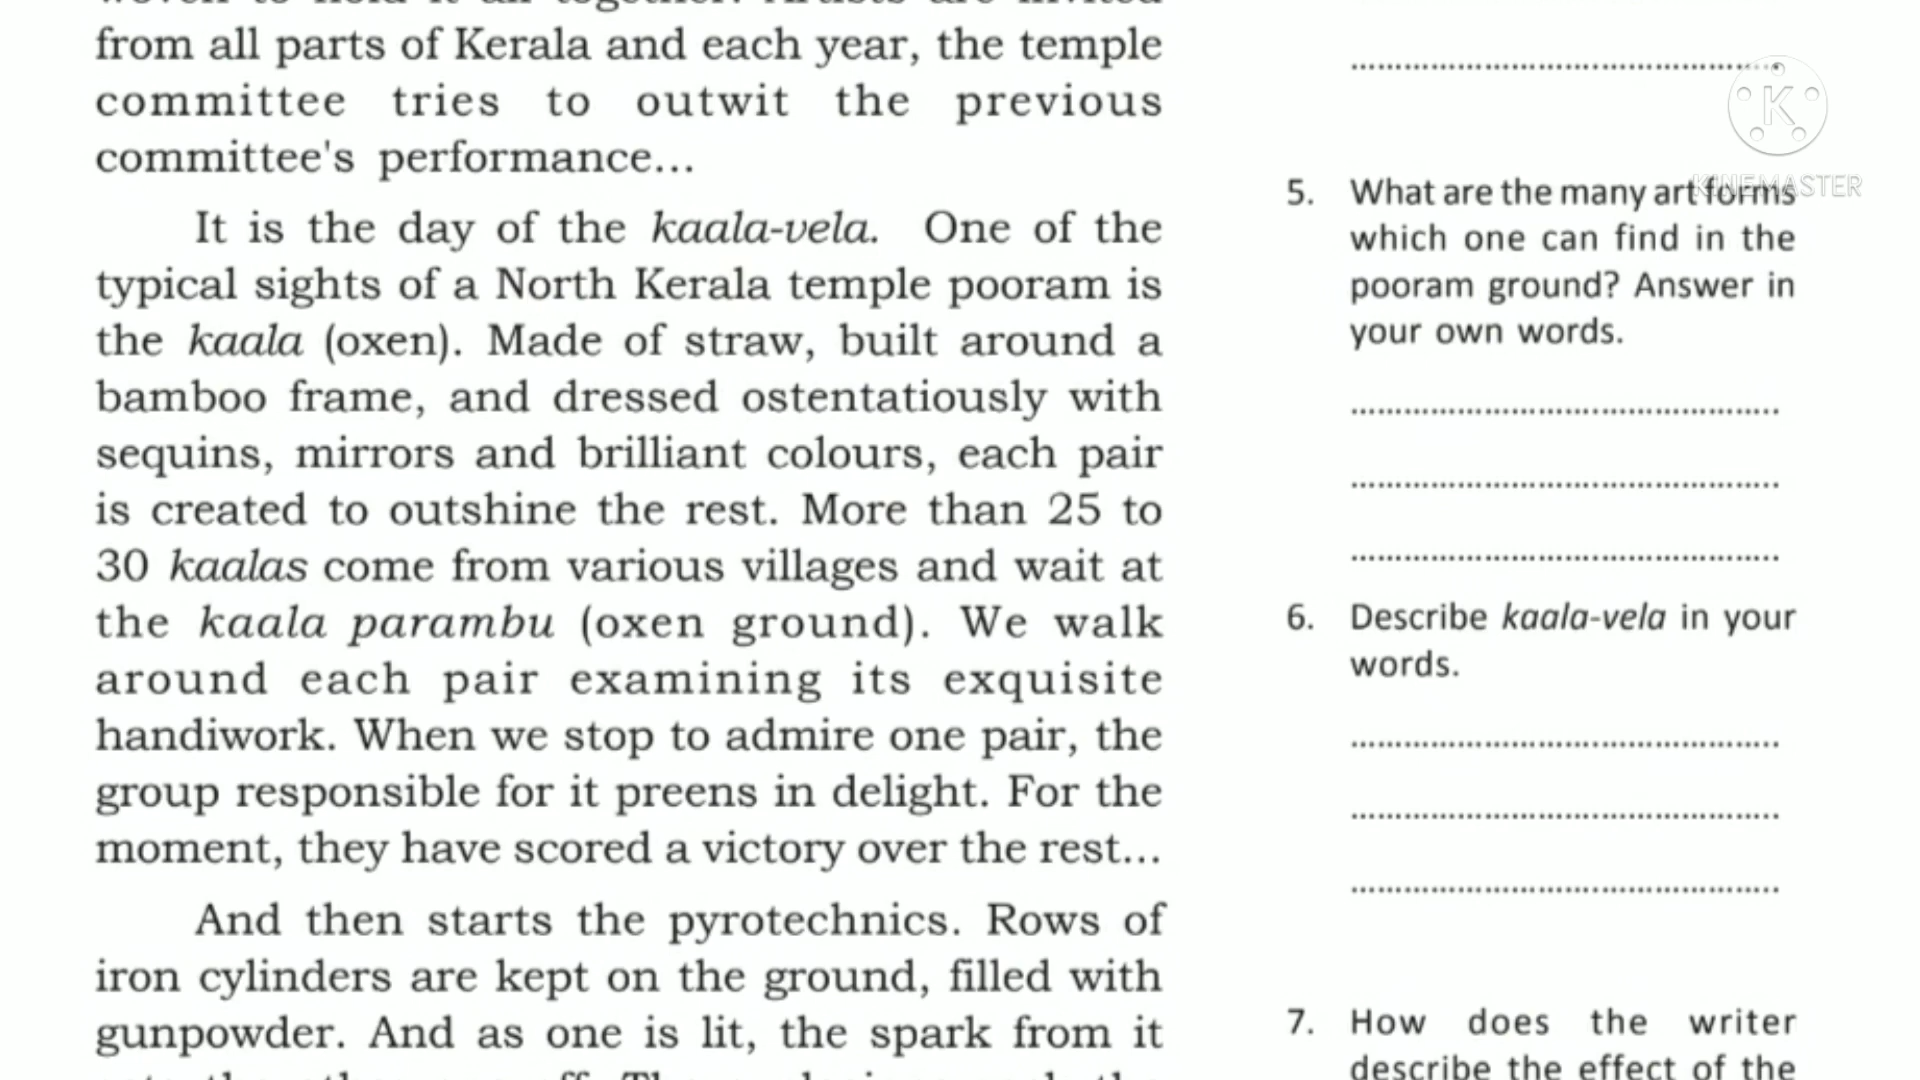 from all parts of Kerala and each year, the temple
committee tries to outwit the previous
committee's performance...
It is the day of the kaala-vela. One of the
typical sights of a North Kerala temple pooram is
the kaala (oxen). Made of straw, built around a
bamboo frame, and dressed ostentatiously with
sequins, mirrors and brilliant colours, each pair
is created to outshine the rest. More than 25 to
30 kaalas come from various villages and wait at
the kaala parambu (oxen ground). We walk
around each pair examining its exquisite
handiwork. When we stop to admire one pair, the
group responsible for it preens in delight. For the
moment, they have scored a victory over the rest...
And then starts the pyrotechnics. Rows of
iron cylinders are kept on the ground, filled with
gunpowder. And as one is lit, the spark from it
K
KINEMASTER
5. What are the many art forms
which one can find in the
pooram ground? Answer in
your own words.
6. Describe kaala-vela in your
words.
7. How does the writer
describe the effect of the